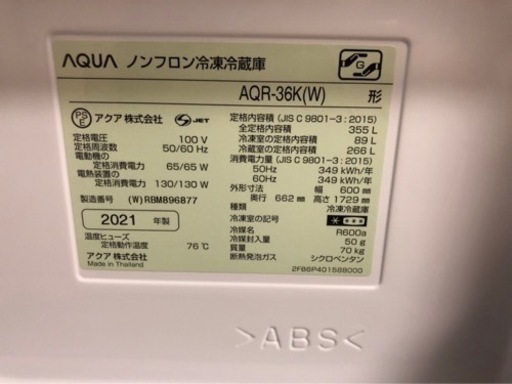 AQUA ノンフロン冷凍冷蔵庫
G
AQR-36K(W) 形
PS E アクア株式会社 S JET
定格電圧 100 V
定格周波数 50/60 Hz
電動機の
定格消費電力 65/65 W
電熱装置の
定格消費電力 130/130 W
製造番号 (W)RBM896877
2021 年製
温度ヒューズ
定格動作温度 76℃
アクア 株式会社
Made in Thailand
定格内容積 (JIS C 9801-3 : 2015)
全定格内容積 355 L
冷凍室の定格内容積 89 L
冷蔵室の定格内容積 266 L
消費電力量 (JIS C 9801-3 : 2015)
50Hz 349 kWh/年
60Hz 349 kWh/年
外形寸法 幅 600 mm
奥行 662 mm 高さ 1729 mm
種類 冷凍冷蔵庫
冷凍室の記号
冷媒名 R600a
冷媒封入量 50 g
質量 70 kg
断熱発泡ガス シクロペンタン
2FB6P401588000
>ABS<